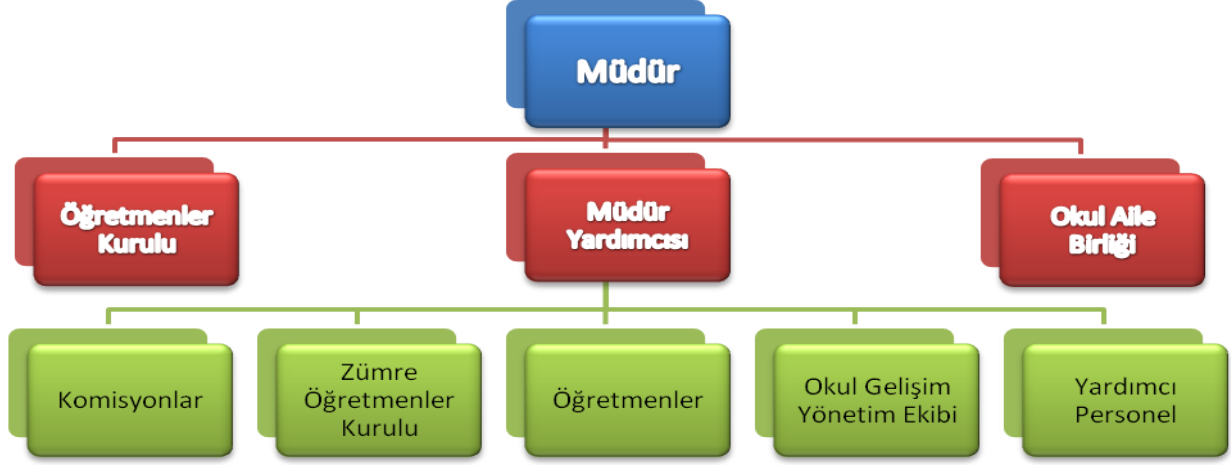 Müdür
Öğretmenler
Kurulu
Müdür
Yardımcısı
Okul Aile
Birliği
Komisyonlar
Zümre
Öğretmenler
Kurulu
Öğretmenler
Okul Gelişim
Yönetim Ekibi
Yardımcı
Personel